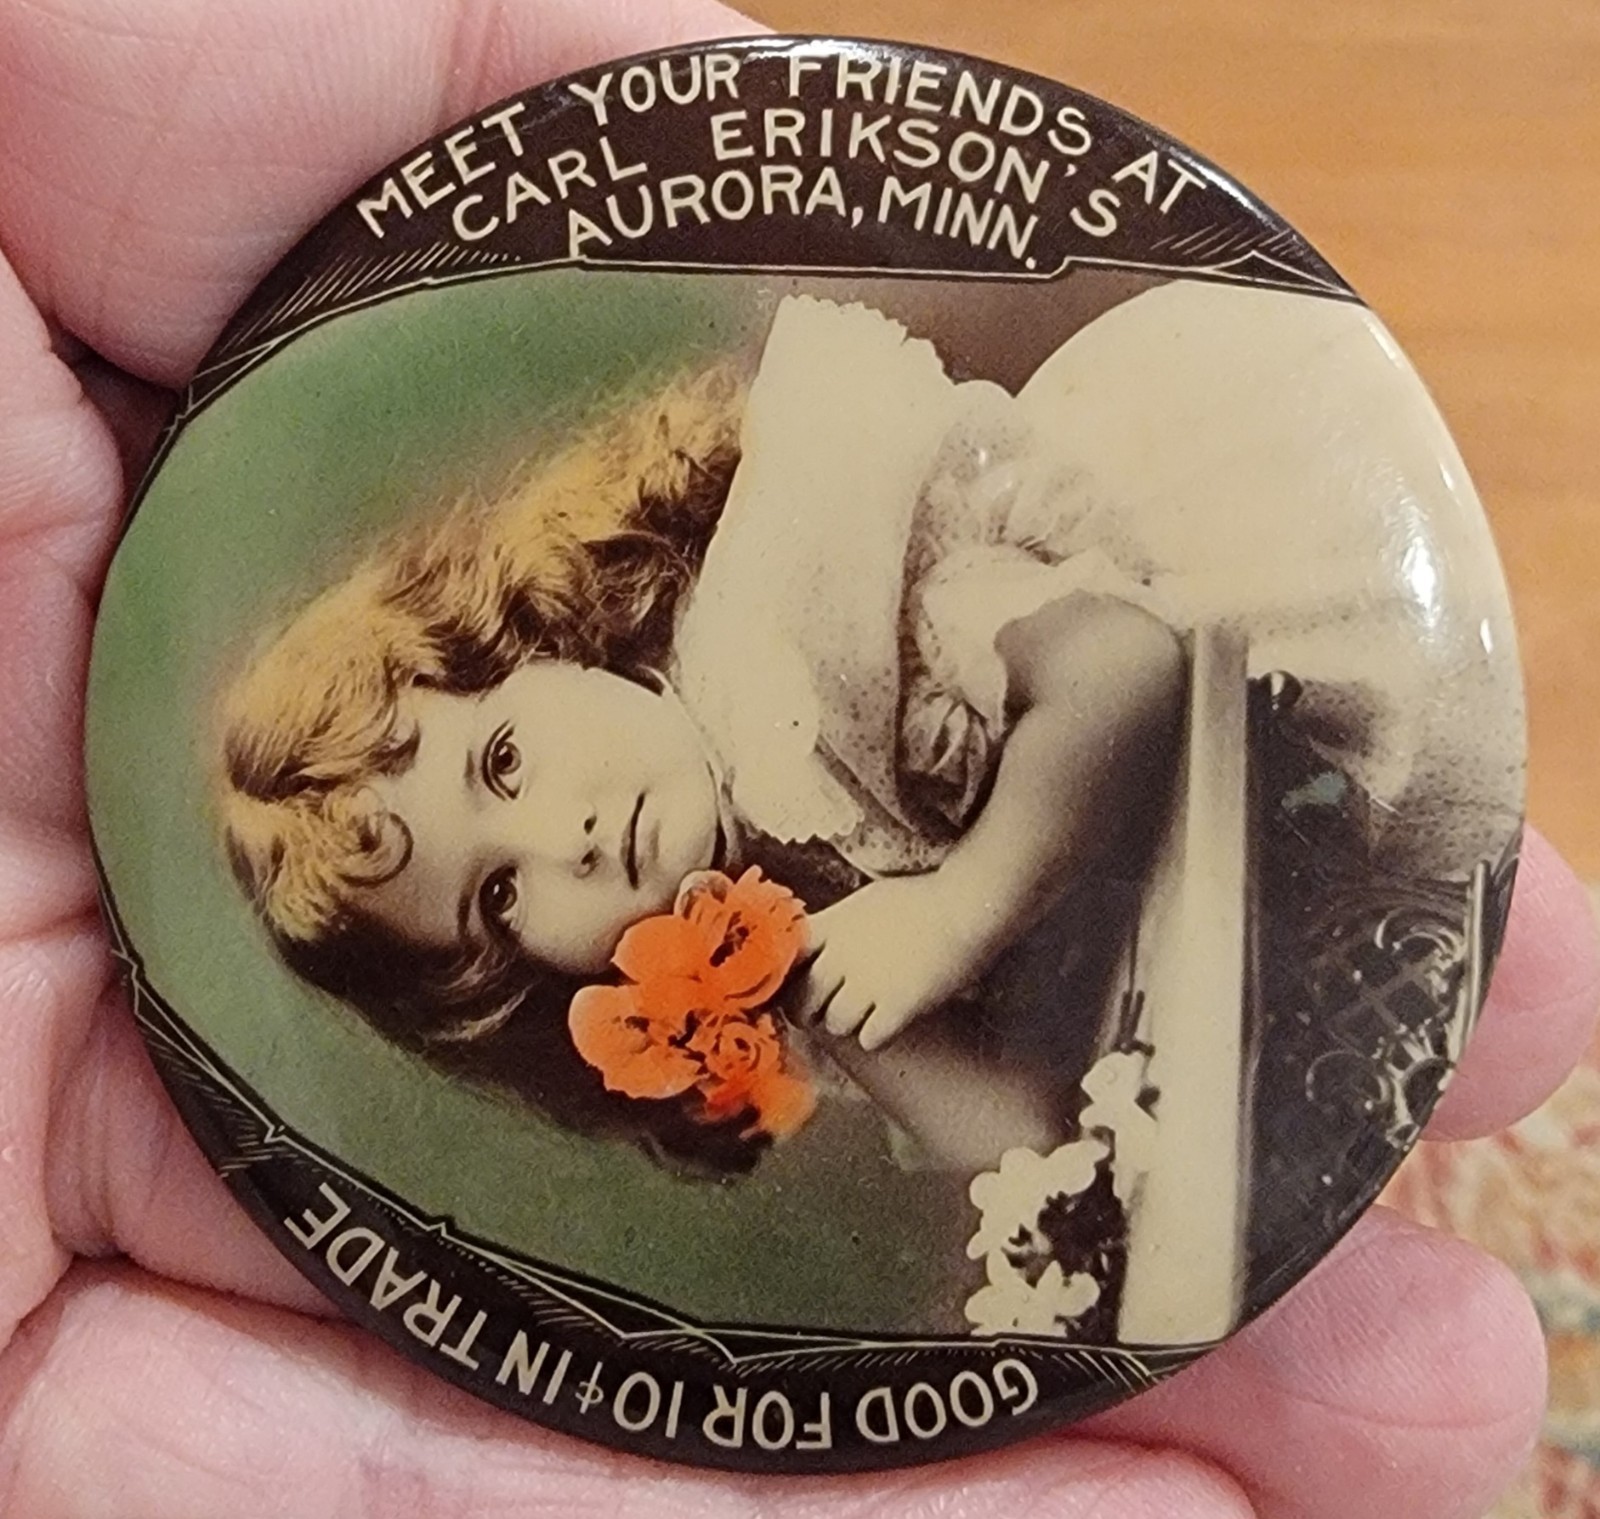 MEET YOUR FRIENDS AT
CARL ERIKSON'S
AURORA, MINN.
GOOD FOR 10¢ IN TRADE